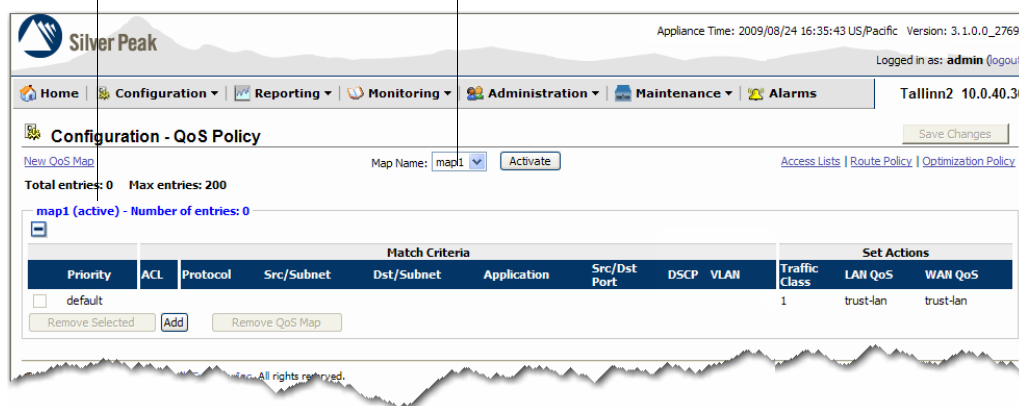 Silver Peak
Appliance Time: 2009/08/24 16:35:43 US/Pacific Version: 3.1.0.0_2769
Logged in as: admin (logout
Home Configuration Reporting Monitoring Administration Maintenance Alarms Tallinn2 10.0.40.3
Configuration - QoS Policy Save Changes
New QoS Map Map Name: map1 Activate Access Lists | Route Policy | Optimization Policy
Total entries: 0 Max entries: 200
map1 (active) - Number of entries: 0
Match Criteria Set Actions
Priority ACL Protocol Src/Subnet Dst/Subnet Application Src/Dst Port DSCP VLAN Traffic Class LAN QoS WAN QoS
default 1 trust-lan trust-lan
Remove Selected Add Remove QoS Map
All rights reserved.